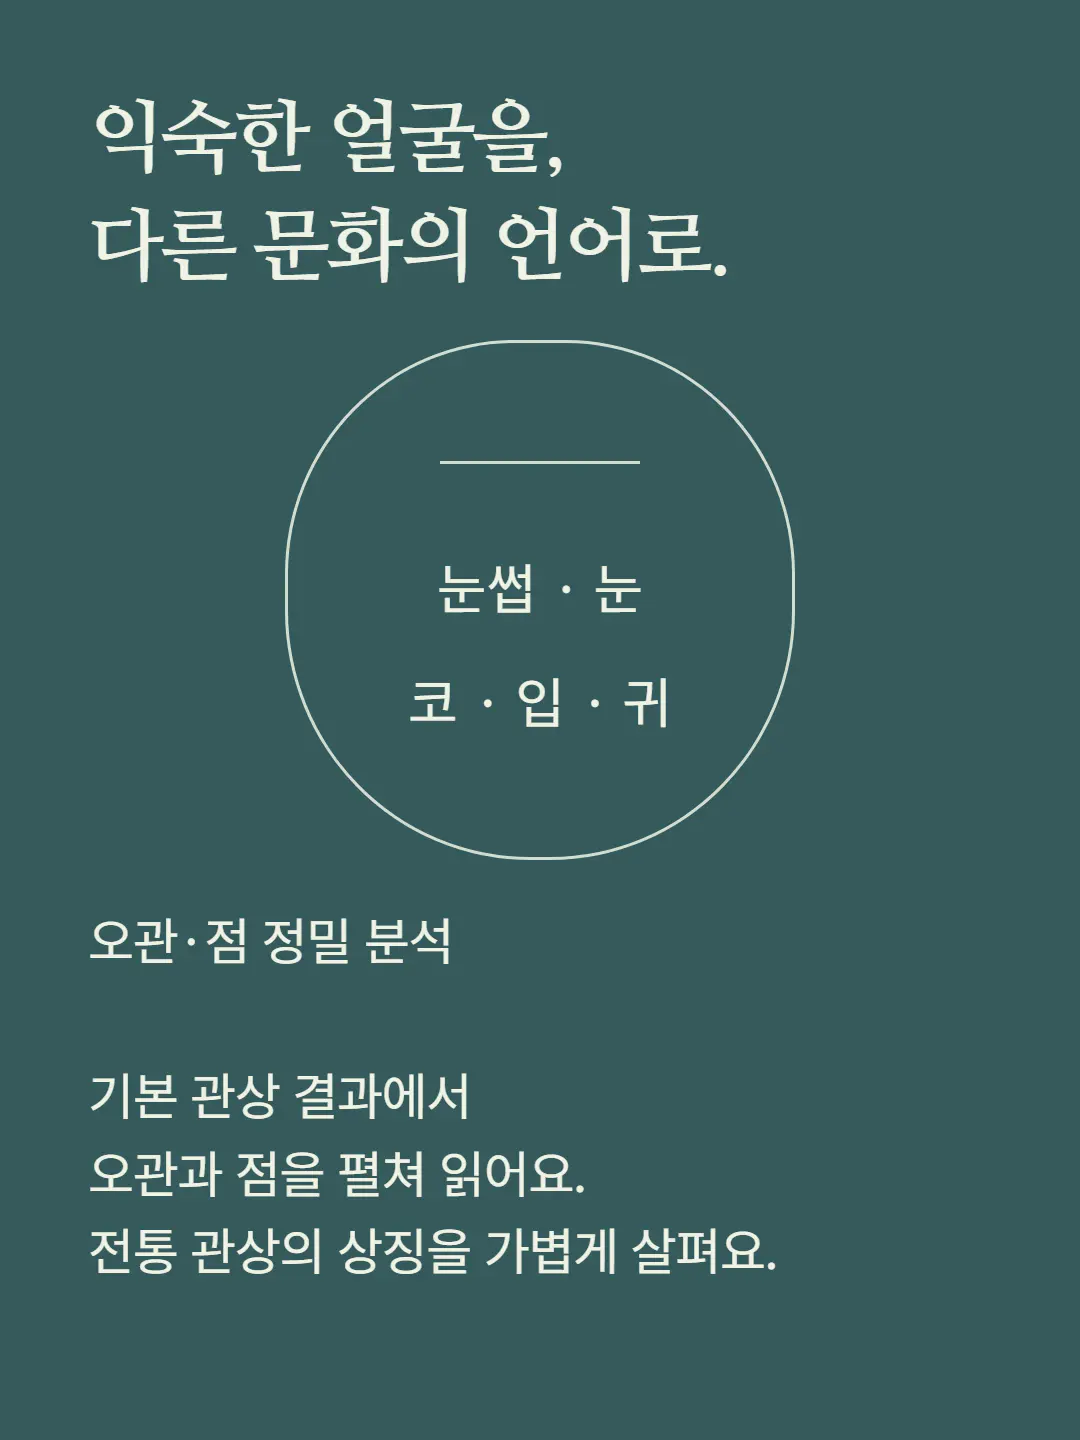 익숙한 얼굴을,
다른 문화의 언어로.
눈썹 · 눈
코 · 입 · 귀
오관·점 정밀 분석
기본 관상 결과에서
오관과 점을 펼쳐 읽어요.
전통 관상의 상징을 가볍게 살펴요.